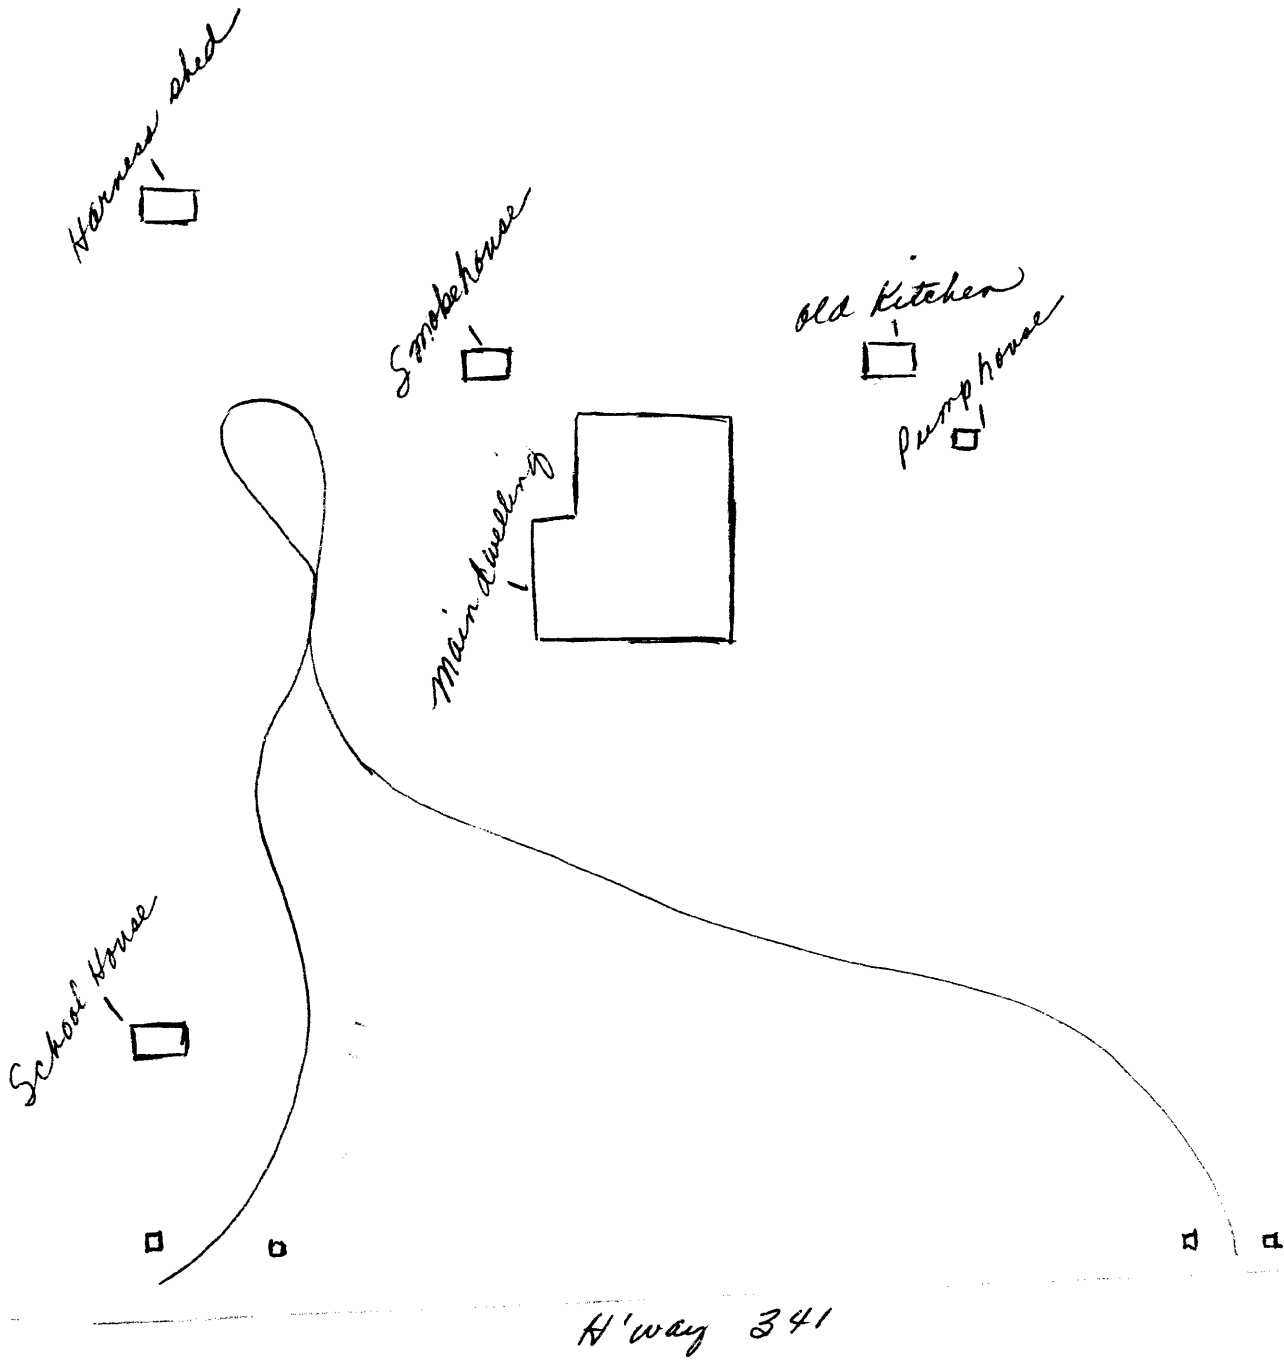 Harness shed
Smokehouse
old Kitchen
Pumphouse
main dwelling
School House
H'way 341